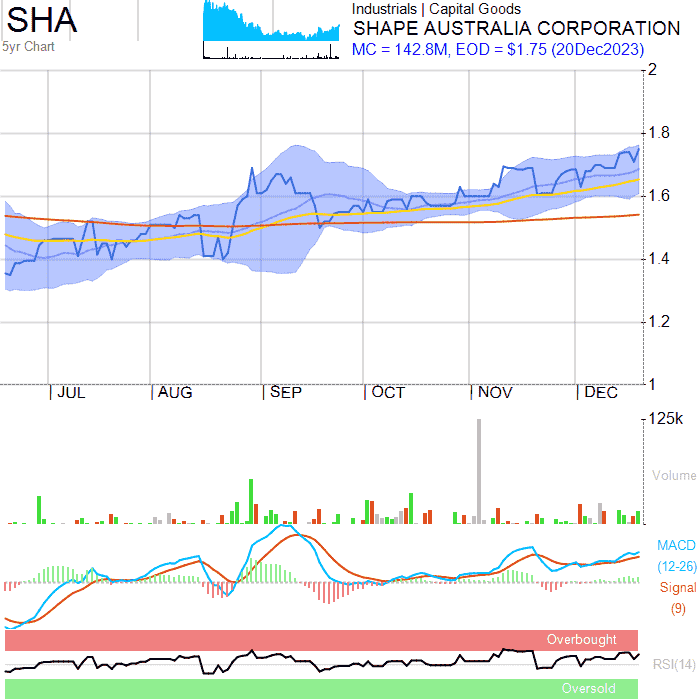 SHA
5yr Chart
Industrials | Capital Goods
SHAPE AUSTRALIA CORPORATION
MC = 142.8M, EOD = $1.75 (20Dec2023)
2
1.8
1.6
1.4
1.2
1
JUL AUG SEP OCT NOV DEC
125k
Volume
MACD
(12-26)
Signal
(9)
Overbought
RSI(14)
Oversold